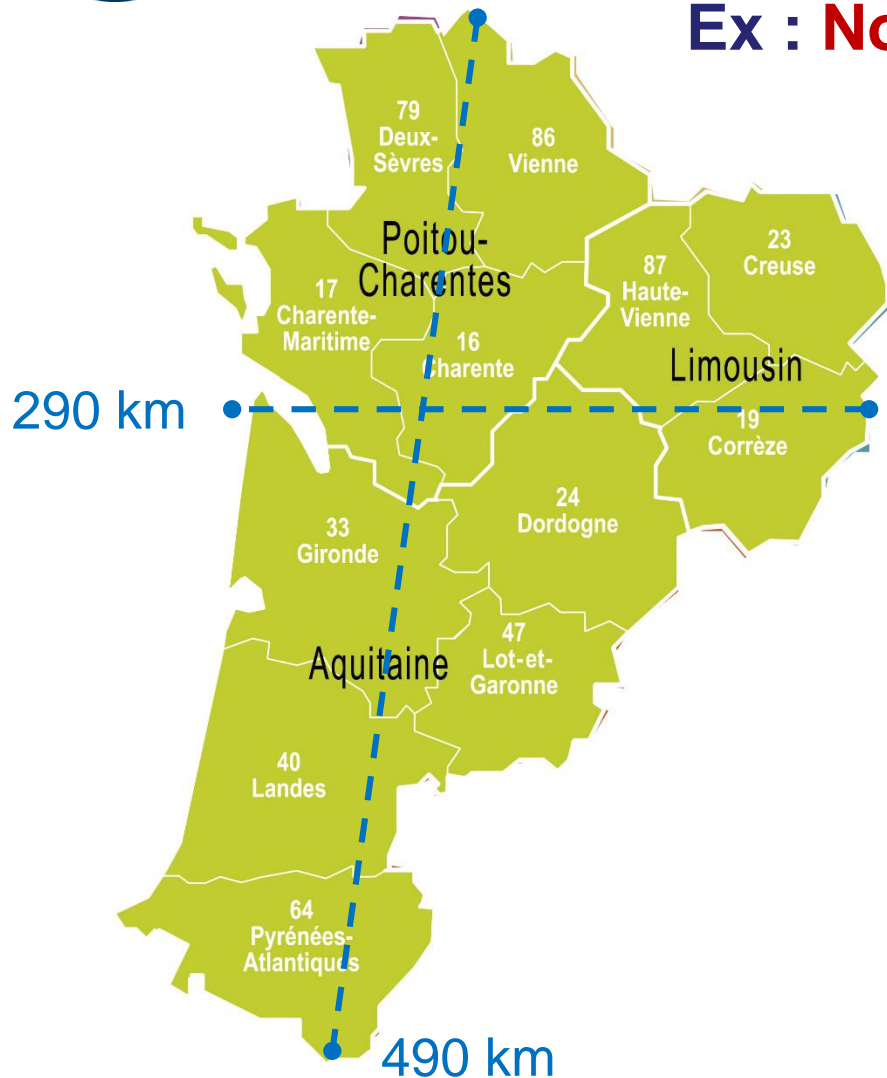 Ex : No
79
Deux-
Sèvres
86
Vienne
Poitou-
Charentes
23
Creuse
87
Haute-
Vienne
17
Charente-
Maritime
16
Charente
Limousin
290 km
19
Corrèze
24
Dordogne
33
Gironde
47
Lot-et-
Garonne
Aquitaine
40
Landes
64
Pyrénées-
Atlantiques
490 km